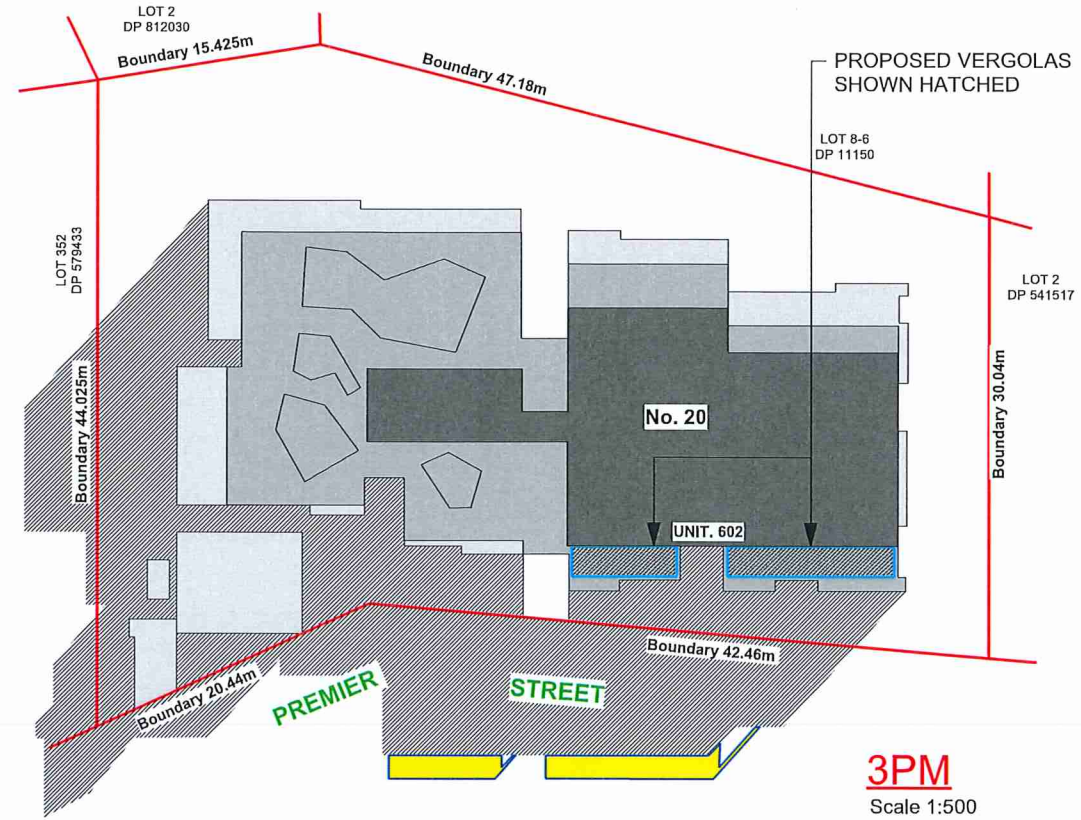 LOT 2
DP 812030
Boundary 15.425m
Boundary 47.18m
PROPOSED VERGOLAS
SHOWN HATCHED
LOT 8-6
DP 11150
LOT 352
DP 579433
LOT 2
DP 541517
Boundary 44.025m
Boundary 30.04m
No. 20
UNIT. 602
Boundary 42.46m
Boundary 20.44m
PREMIER
STREET
3PM
Scale 1:500